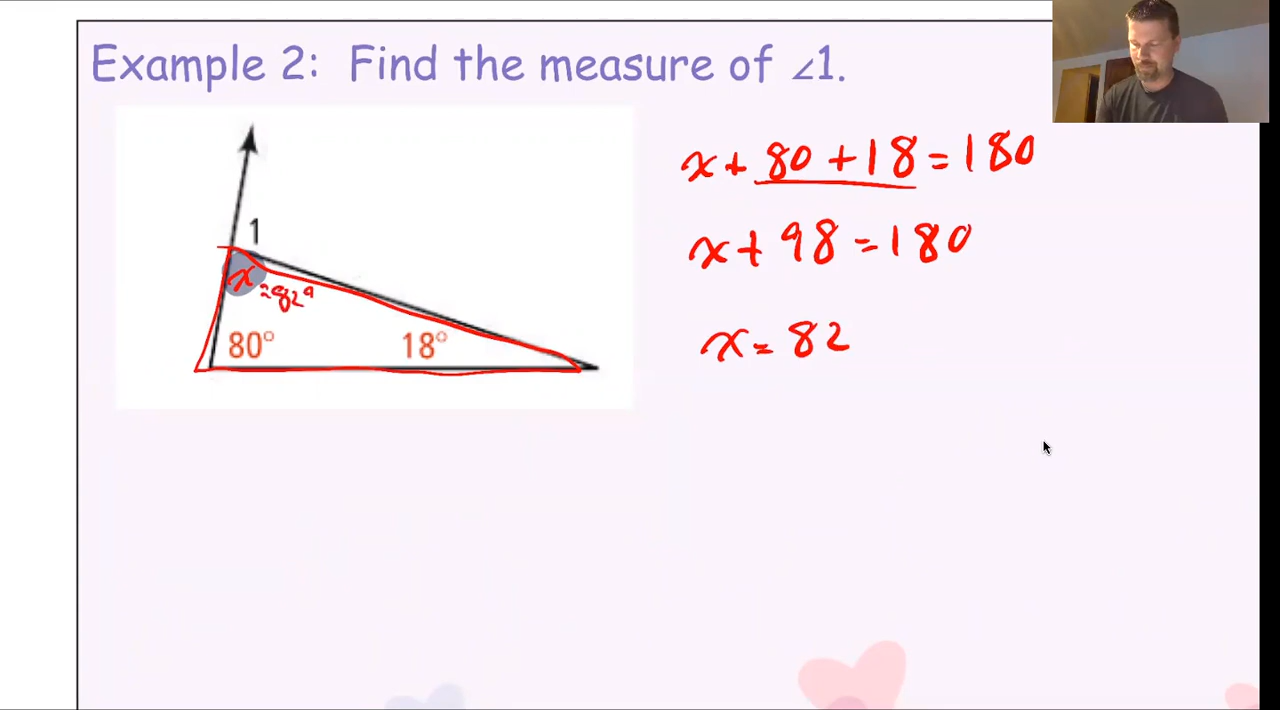 Example 2: Find the measure of ∠1.
x + 80 + 18 = 180
1
x + 98 = 180
x = 82°
80°
18°
x = 82